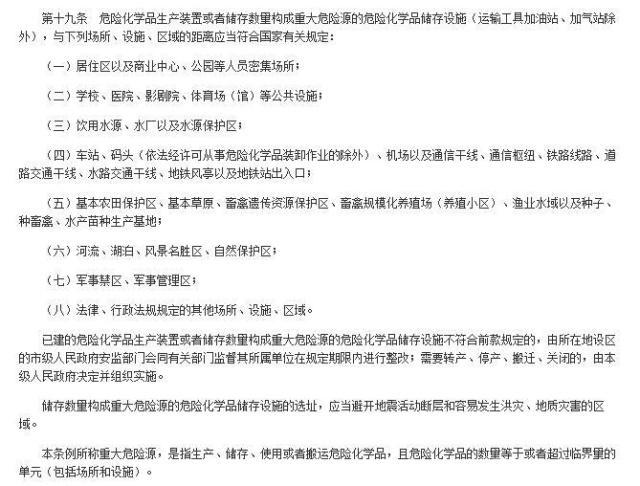 第十九条　危险化学品生产装置或者储存数量构成重大危险源的危险化学品储存设施（运输工具加油站、加气站除
外），与下列场所、设施、区域的距离应当符合国家有关规定：
（一）居住区以及商业中心、公园等人员密集场所；
（二）学校、医院、影剧院、体育场（馆）等公共设施；
（三）饮用水源、水厂以及水源保护区；
（四）车站、码头（依法经许可从事危险化学品装卸作业的除外）、机场以及通信干线、通信枢纽、铁路线路、道
路交通干线、水路交通干线、地铁风亭以及地铁站出入口；
（五）基本农田保护区、基本草原、畜禽遗传资源保护区、畜禽规模化养殖场（养殖小区）、渔业水域以及种子、
种畜禽、水产苗种生产基地；
（六）河流、湖泊、风景名胜区、自然保护区；
（七）军事禁区、军事管理区；
（八）法律、行政法规规定的其他场所、设施、区域。
已建的危险化学品生产装置或者储存数量构成重大危险源的危险化学品储存设施不符合前款规定的，由所在地设区
的市级人民政府安监部门会同有关部门监督其所属单位在规定期限内进行整改；需要转产、停产、搬迁、关闭的，由本
级人民政府决定并组织实施。
储存数量构成重大危险源的危险化学品储存设施的选址，应当避开地震活动断层和容易发生洪灾、地质灾害的区
域。
本条例所称重大危险源，是指生产、储存、使用或者搬运危险化学品，且危险化学品的数量等于或者超过临界量的
单元（包括场所和设施）。